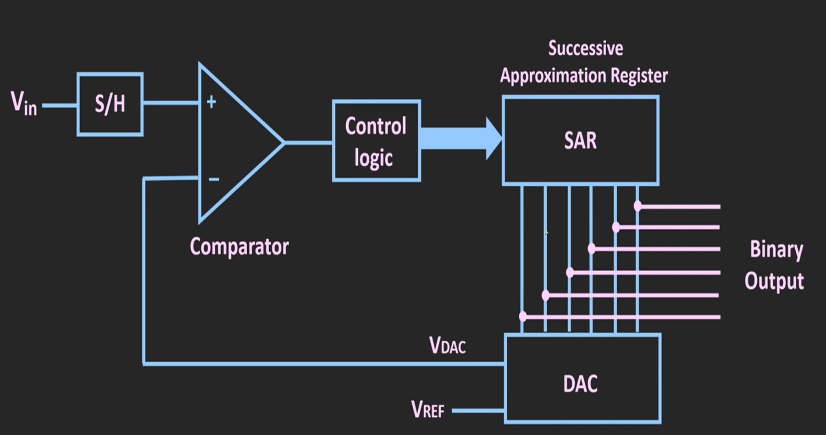 Successive
Approximation Register
Vin
S/H
+
Control
logic
SAR
−
Comparator
Binary
Output
VDAC
DAC
VREF